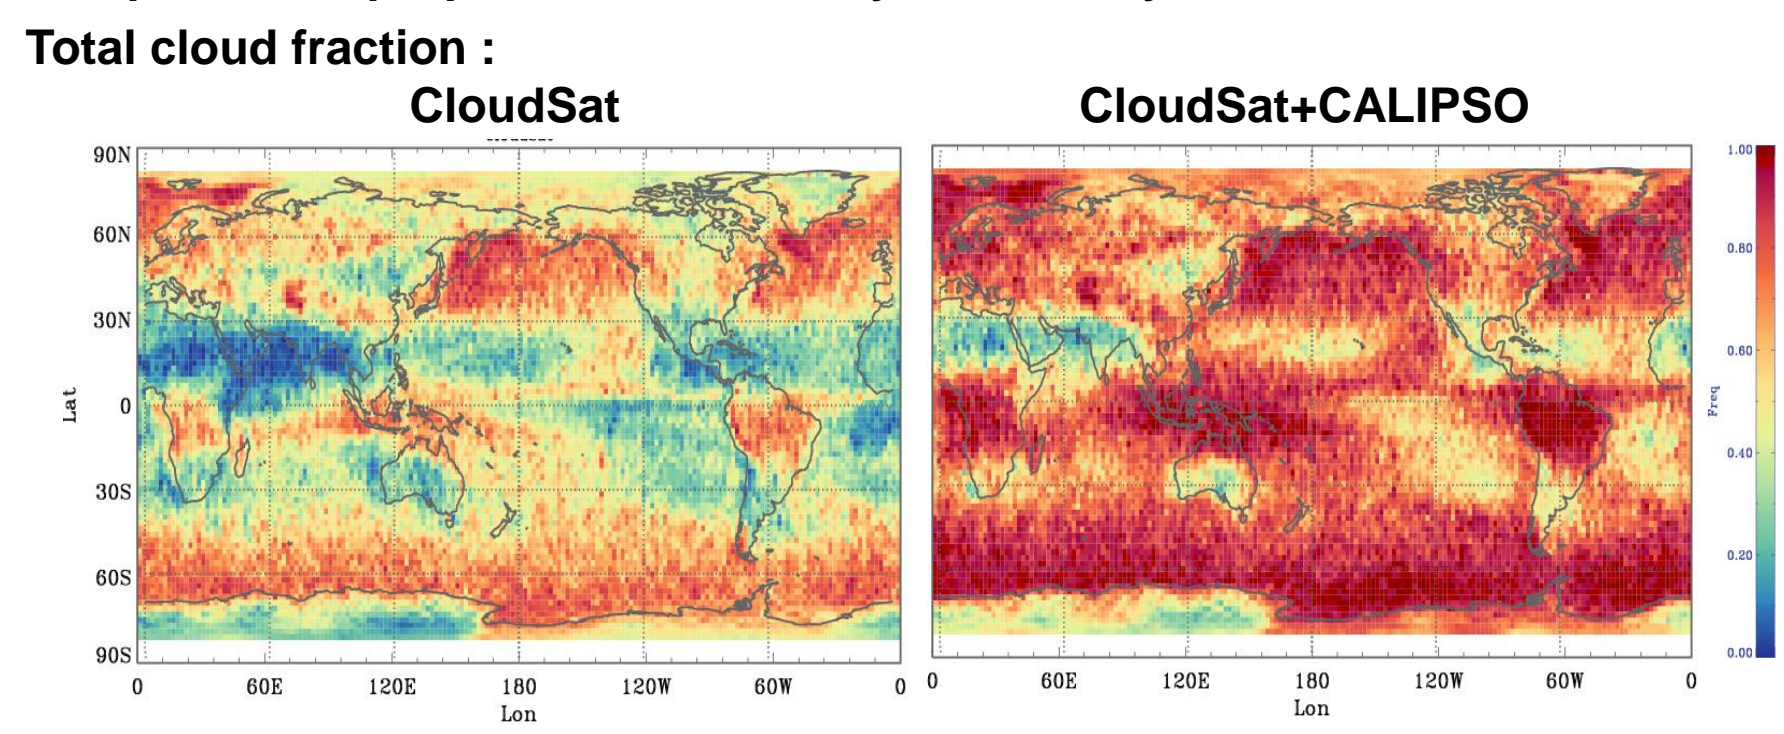 Total cloud fraction :
CloudSat
CloudSat+CALIPSO
90N
60N
30N
0
30S
60S
90S
Lat
0 60E 120E 180 120W 60W 0
Lon
0 60E 120E 180 120W 60W 0
Lon
1.00
0.80
0.60
0.40
0.20
0.00
Freq